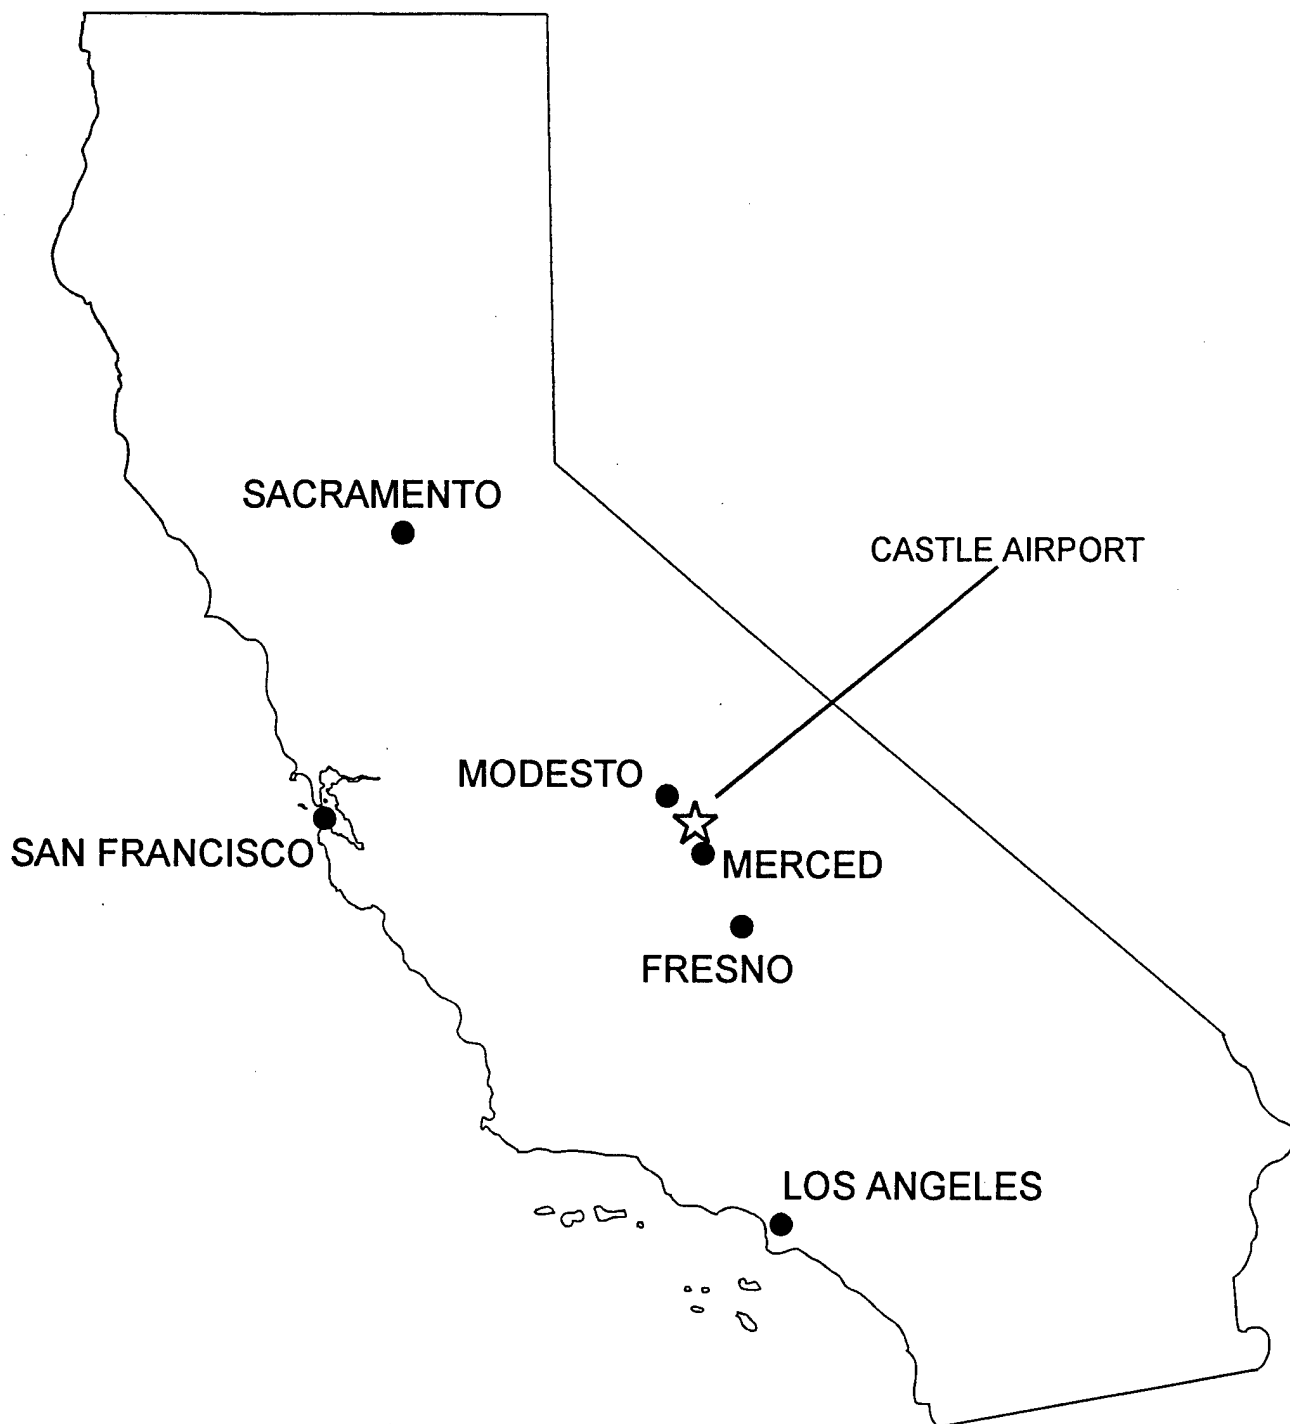 SACRAMENTO
CASTLE AIRPORT
MODESTO
SAN FRANCISCO
MERCED
FRESNO
LOS ANGELES